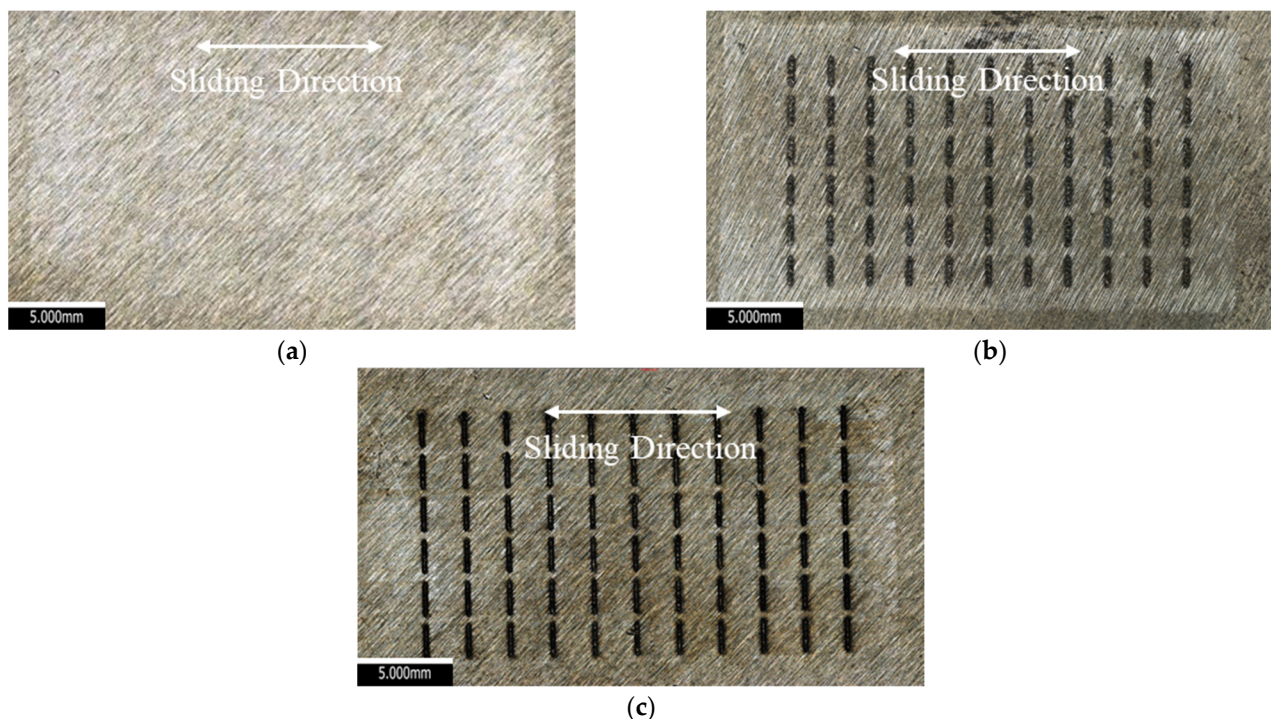 Sliding Direction
5.000mm
(a)
Sliding Direction
5.000mm
(b)
Sliding Direction
5.000mm
(c)